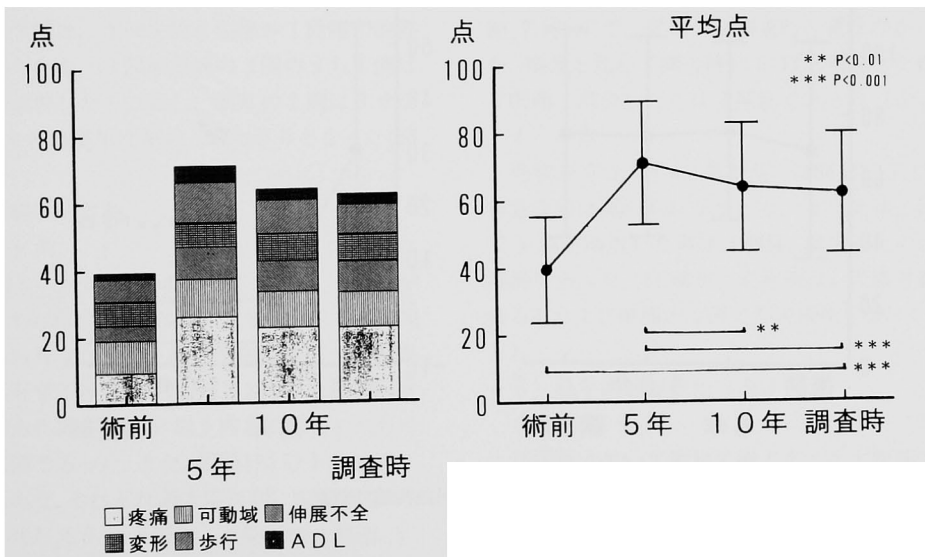 点
100
80
60
40
20
0
術前
10年
5年
調査時
疼痛 可動域 伸展不全
変形 歩行 ADL
平均点
点
** P<0.01
*** P<0.001
100
80
60
40
20
0
**
***
***
術前 5年 10年 調査時